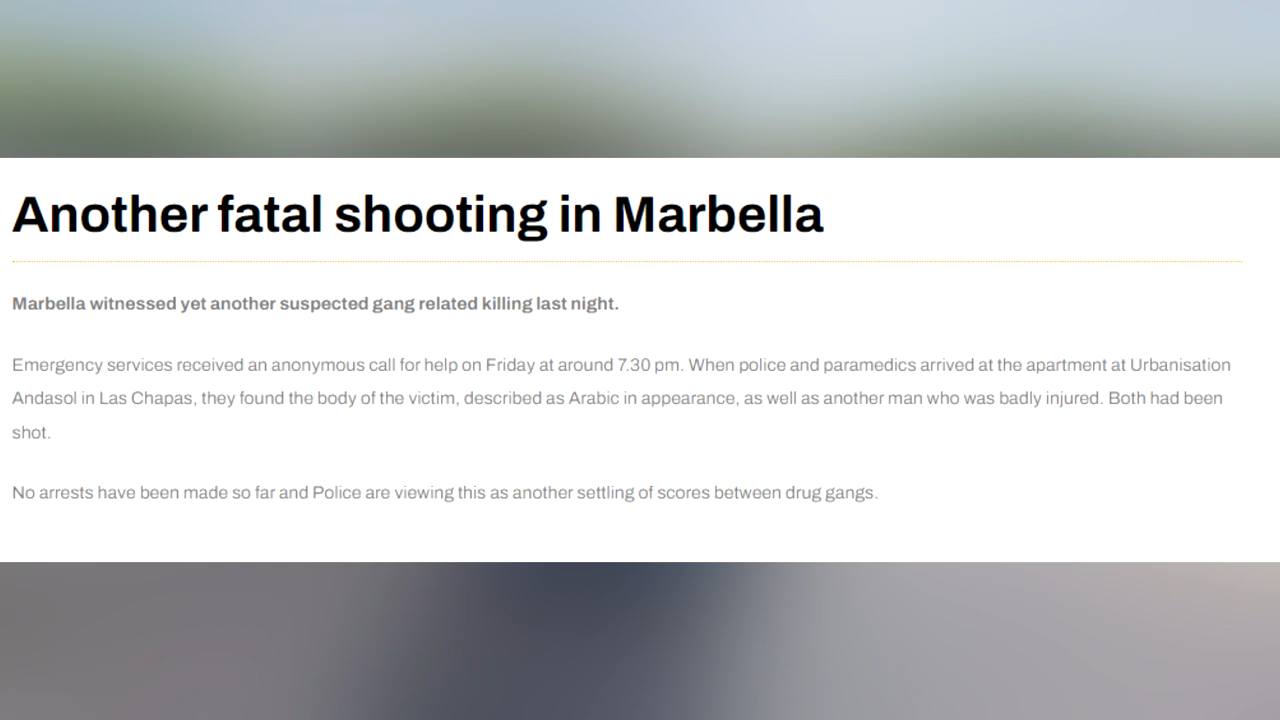 Another fatal shooting in Marbella
Marbella witnessed yet another suspected gang related killing last night.
Emergency services received an anonymous call for help on Friday at around 7.30 pm. When police and paramedics arrived at the apartment at Urbanisation
Andasol in Las Chapas, they found the body of the victim, described as Arabic in appearance, as well as another man who was badly injured. Both had been
shot.
No arrests have been made so far and Police are viewing this as another settling of scores between drug gangs.